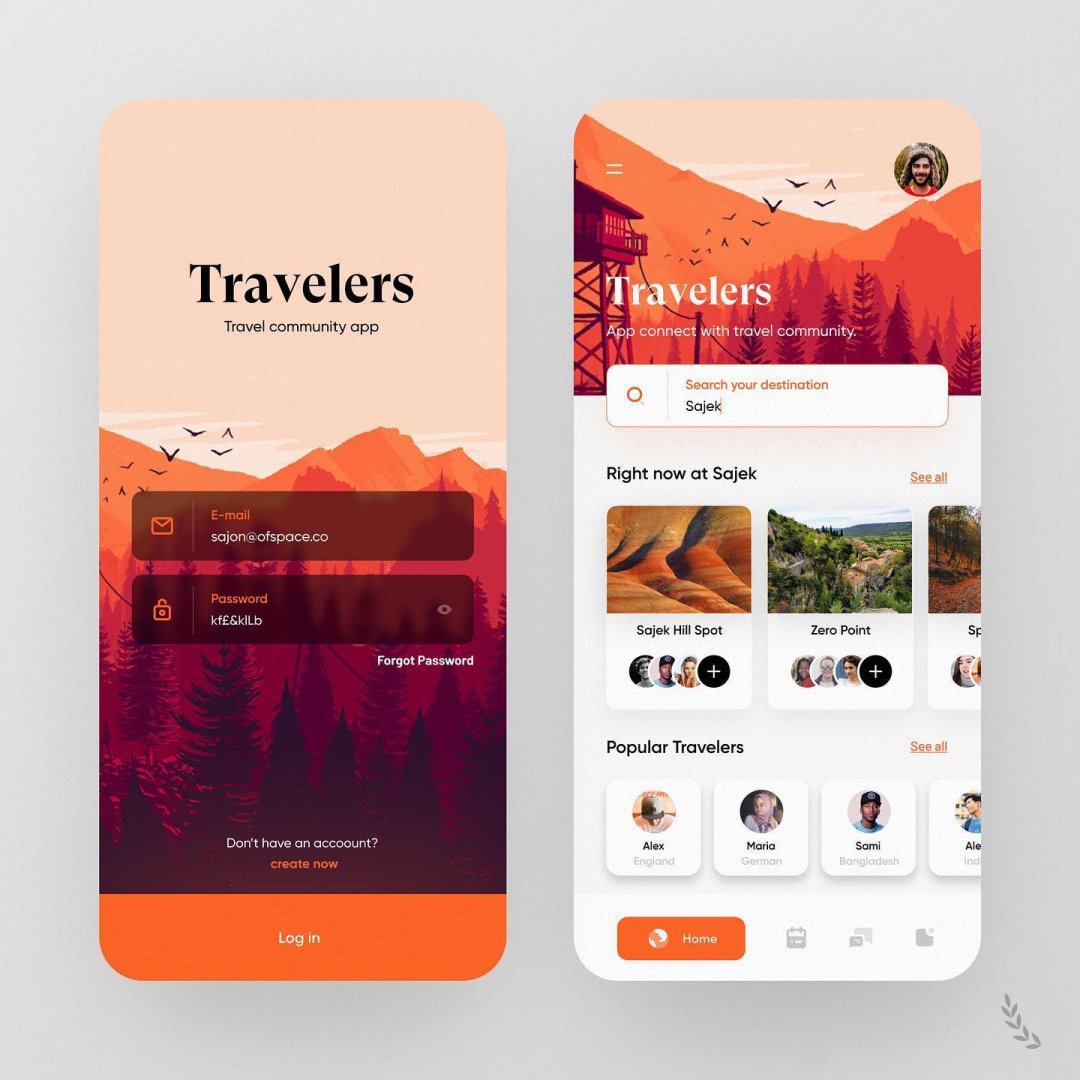 Travelers
Travel community app
E-mail
sajon@ofspace.co
Password
kf£&klLb
Forgot Password
Don't have an accoount?
create now
Log in
Travelers
App connect with travel community.
Search your destination
Sajek
Right now at Sajek
See all
Sajek Hill Spot
Zero Point
Sp
Popular Travelers
See all
Alex
England
Maria
German
Sami
Bangladesh
Ale
Indi
Home